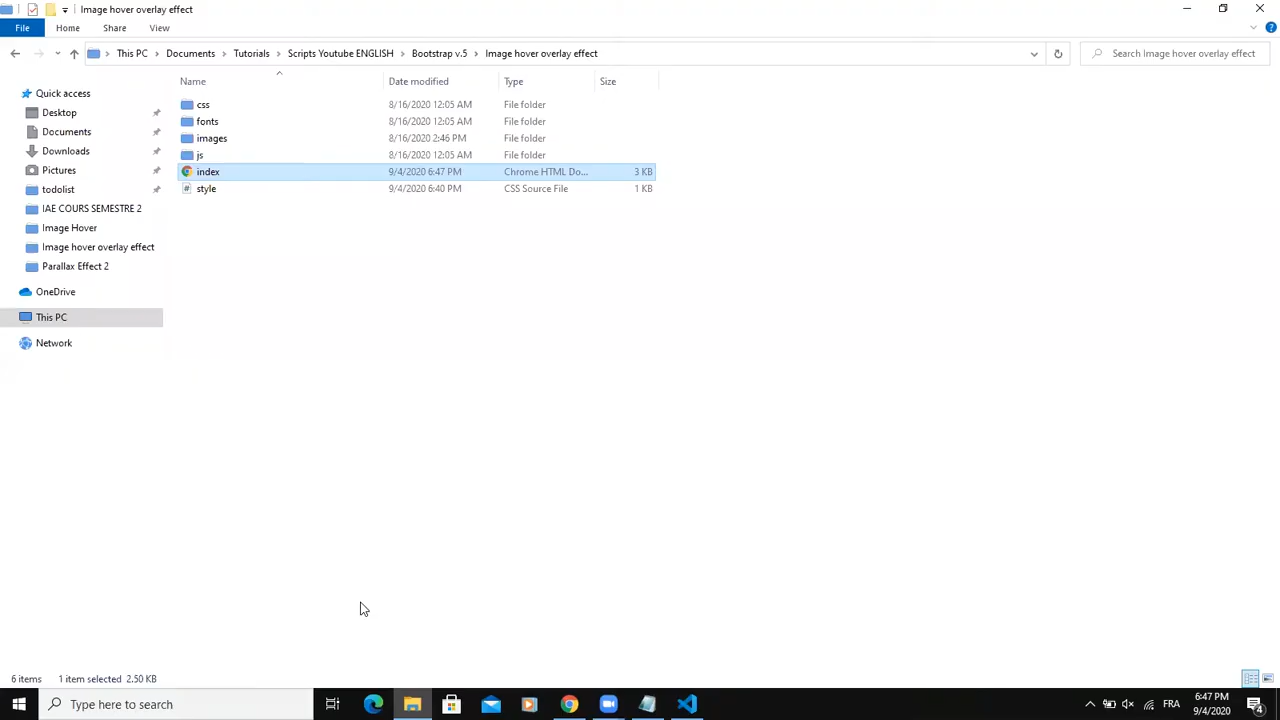 Image hover overlay effect
File Home Share View
This PC Documents Tutorials Scripts Youtube ENGLISH Bootstrap v.5 Image hover overlay effect Search Image hover overlay effect
Name Date modified Type Size
Quick access
Desktop
Documents
Downloads
Pictures
todolist
IAE COURS SEMESTRE 2
Image Hover
Image hover overlay effect
Parallax Effect 2
OneDrive
This PC
Network
css 8/16/2020 12:05 AM File folder
fonts 8/16/2020 12:05 AM File folder
images 8/16/2020 2:46 PM File folder
js 8/16/2020 12:05 AM File folder
index 9/4/2020 6:47 PM Chrome HTML Do... 3 KB
style 9/4/2020 6:40 PM CSS Source File 1 KB
6 items 1 item selected 2.50 KB
Type here to search
FRA
6:47 PM
9/4/2020
4